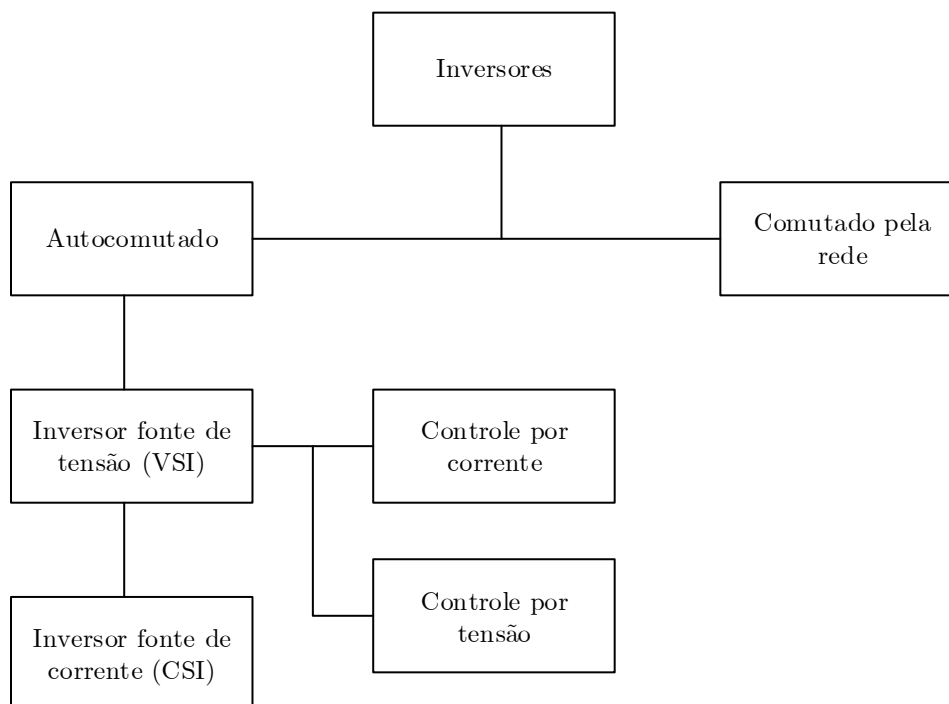 Inversores
Autocomutado
Comutado pela
rede
Inversor fonte de
tensão (VSI)
Controle por
corrente
Controle por
tensão
Inversor fonte de
corrente (CSI)